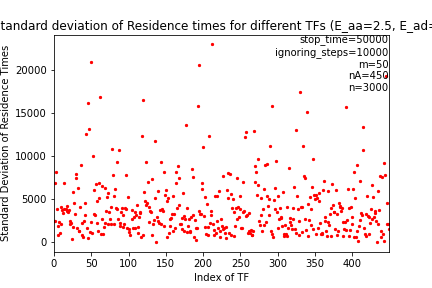 tandard deviation of Residence times for different TFs (E_aa=2.5, E_ad=
stop_time=50000
ignoring_steps=10000
m=50
nA=450
n=3000
Standard Deviation of Residence Times
20000
15000
10000
5000
0
0 50 100 150 200 250 300 350 400
Index of TF